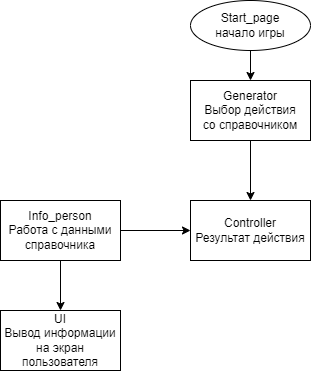 Start_page
начало игры
Generator
Выбор действия
со справочником
Info_person
Работа с данными
справочника
Controller
Результат действия
UI
Вывод информации
на экран
пользователя